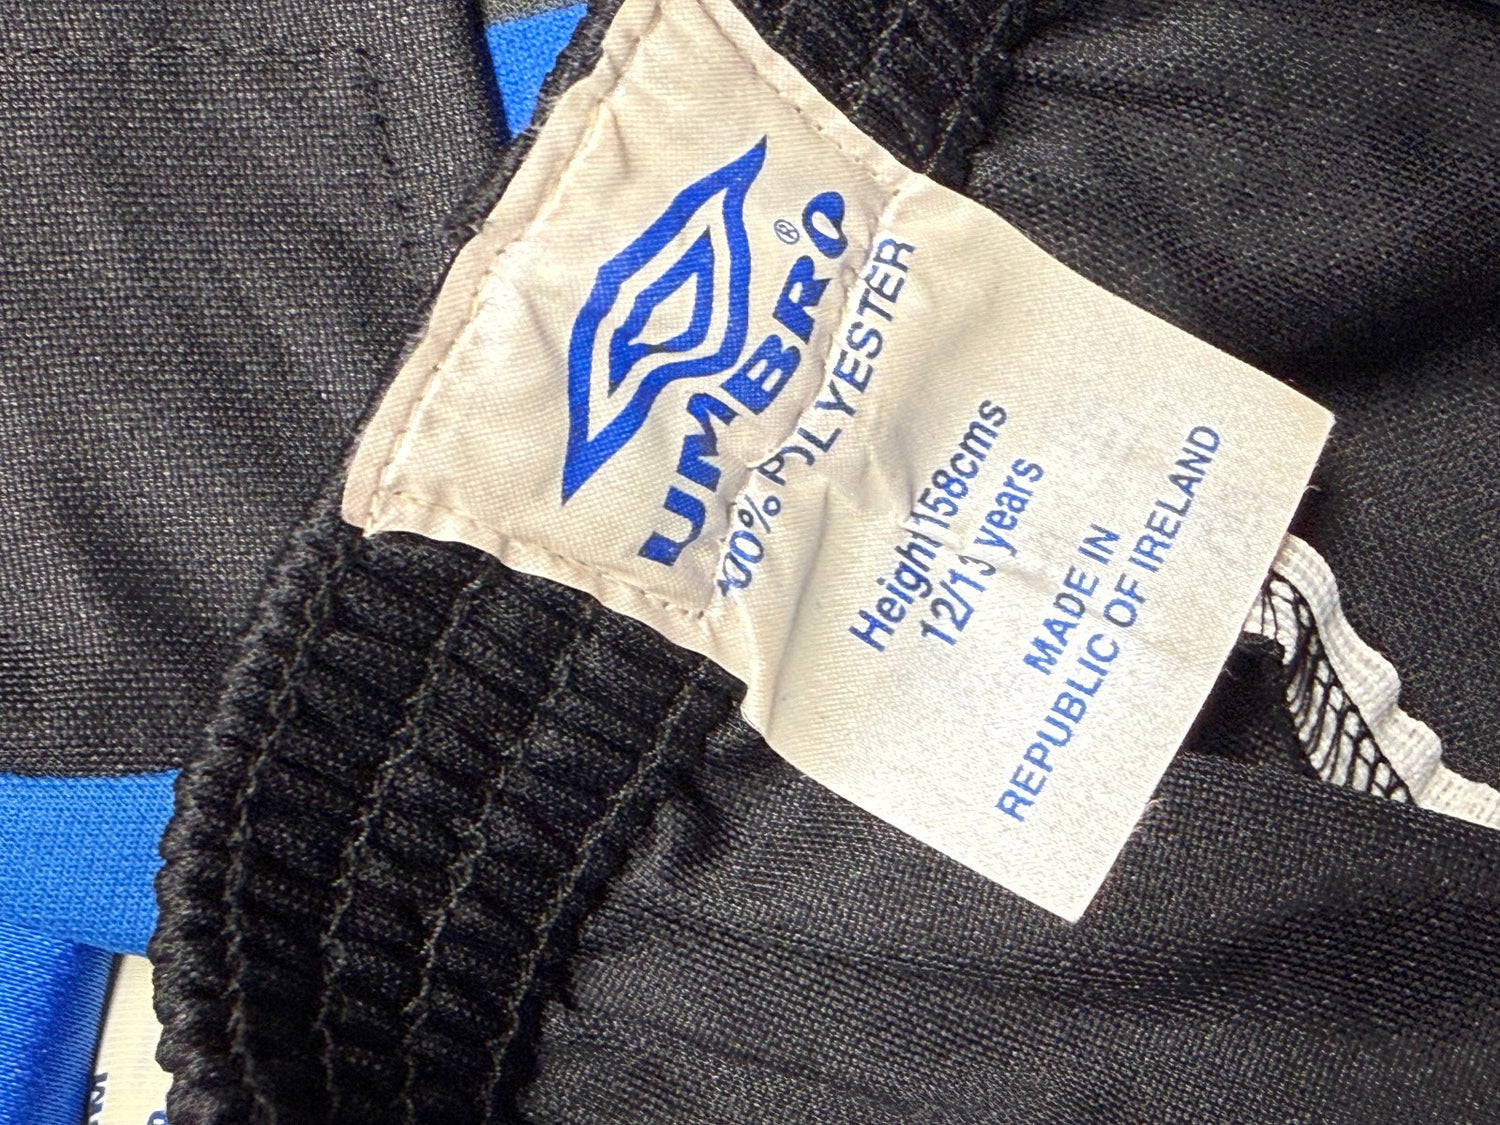 UMBRO®
100% POLYESTER
Height 158cms
12/13 years
MADE IN
REPUBLIC OF IRELAND